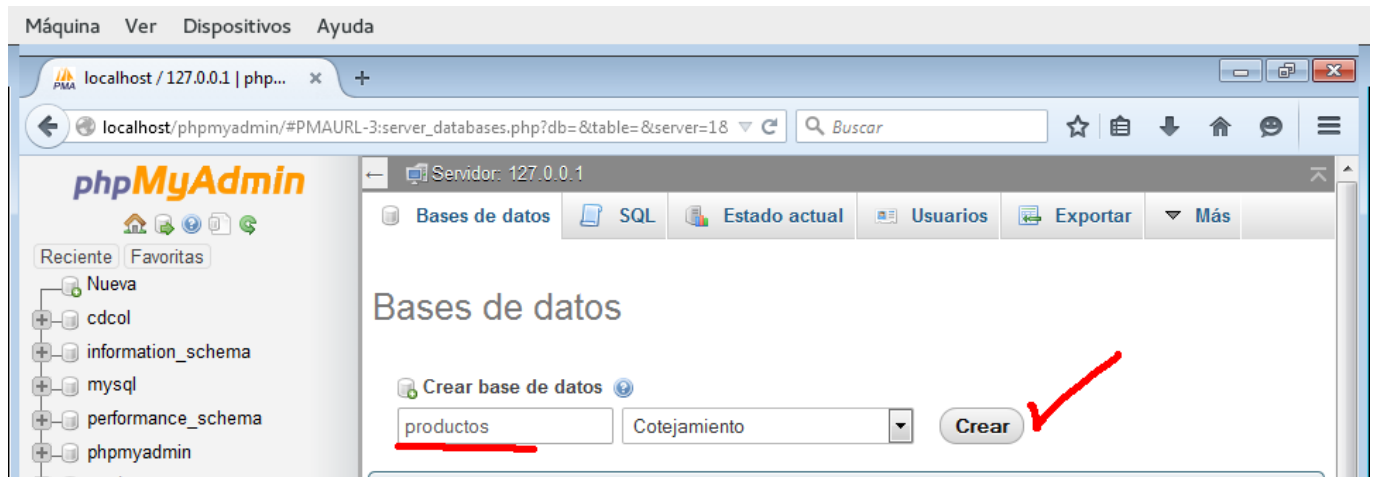 Máquina Ver Dispositivos Ayuda
PMA localhost / 127.0.0.1 | php... × +
localhost/phpmyadmin/#PMAURL-3:server_databases.php?db=&table=&server=18 Buscar
phpMyAdmin
← Servidor: 127.0.0.1
Bases de datos SQL Estado actual Usuarios Exportar Más
Reciente Favoritas
Nueva
cdcol
information_schema
mysql
performance_schema
phpmyadmin
Bases de datos
Crear base de datos
productos Cotejamiento Crear